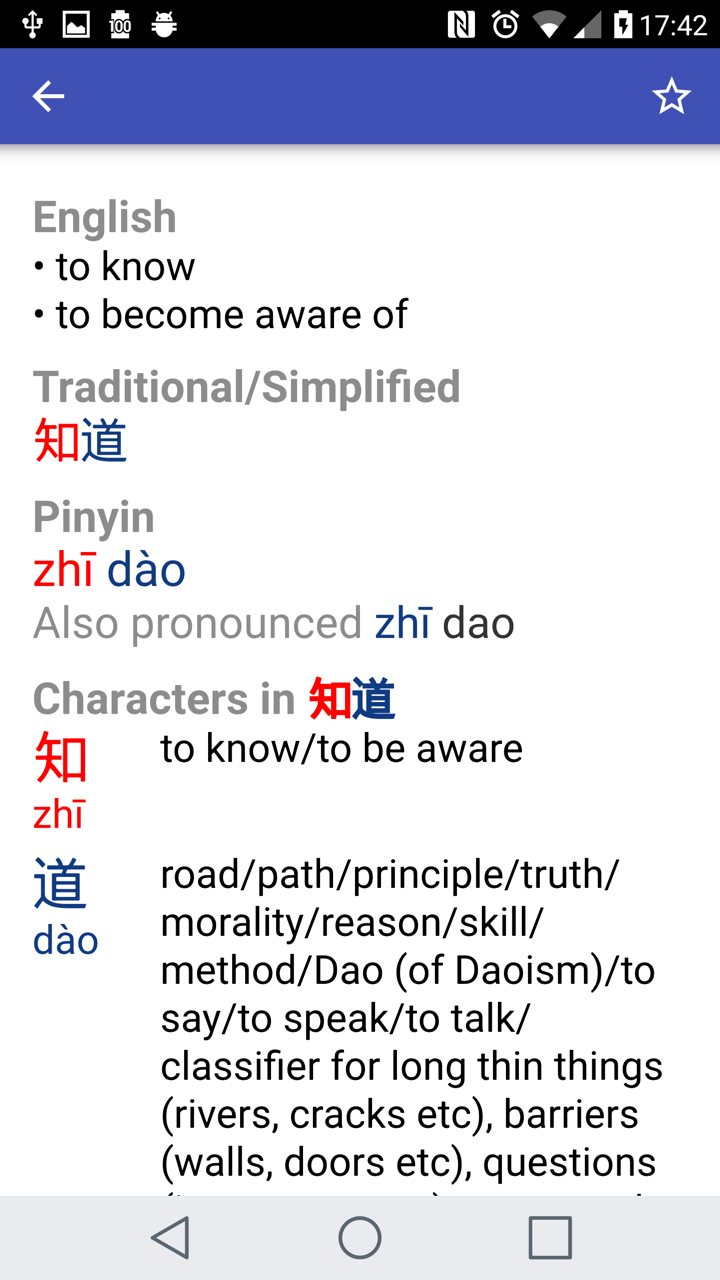 17:42
English
• to know
• to become aware of
Traditional/Simplified
知道
Pinyin
zhī dào
Also pronounced zhī dao
Characters in 知道
知 to know/to be aware
zhī
道 road/path/principle/truth/
dào morality/reason/skill/
method/Dao (of Daoism)/to
say/to speak/to talk/
classifier for long thin things
(rivers, cracks etc), barriers
(walls, doors etc), questions